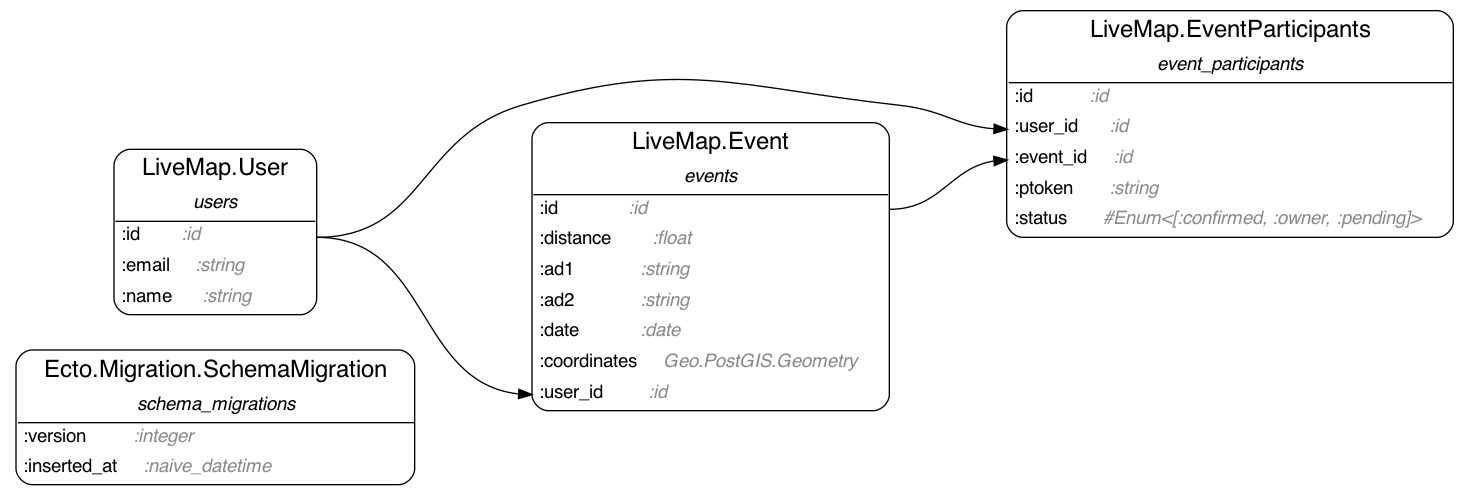 LiveMap.User
users
:id :id
:email :string
:name :string
Ecto.Migration.SchemaMigration
schema_migrations
:version :integer
:inserted_at :naive_datetime
LiveMap.Event
events
:id :id
:distance :float
:ad1 :string
:ad2 :string
:date :date
:coordinates Geo.PostGIS.Geometry
:user_id :id
LiveMap.EventParticipants
event_participants
:id :id
:user_id :id
:event_id :id
:ptoken :string
:status #Enum<[:confirmed, :owner, :pending]>